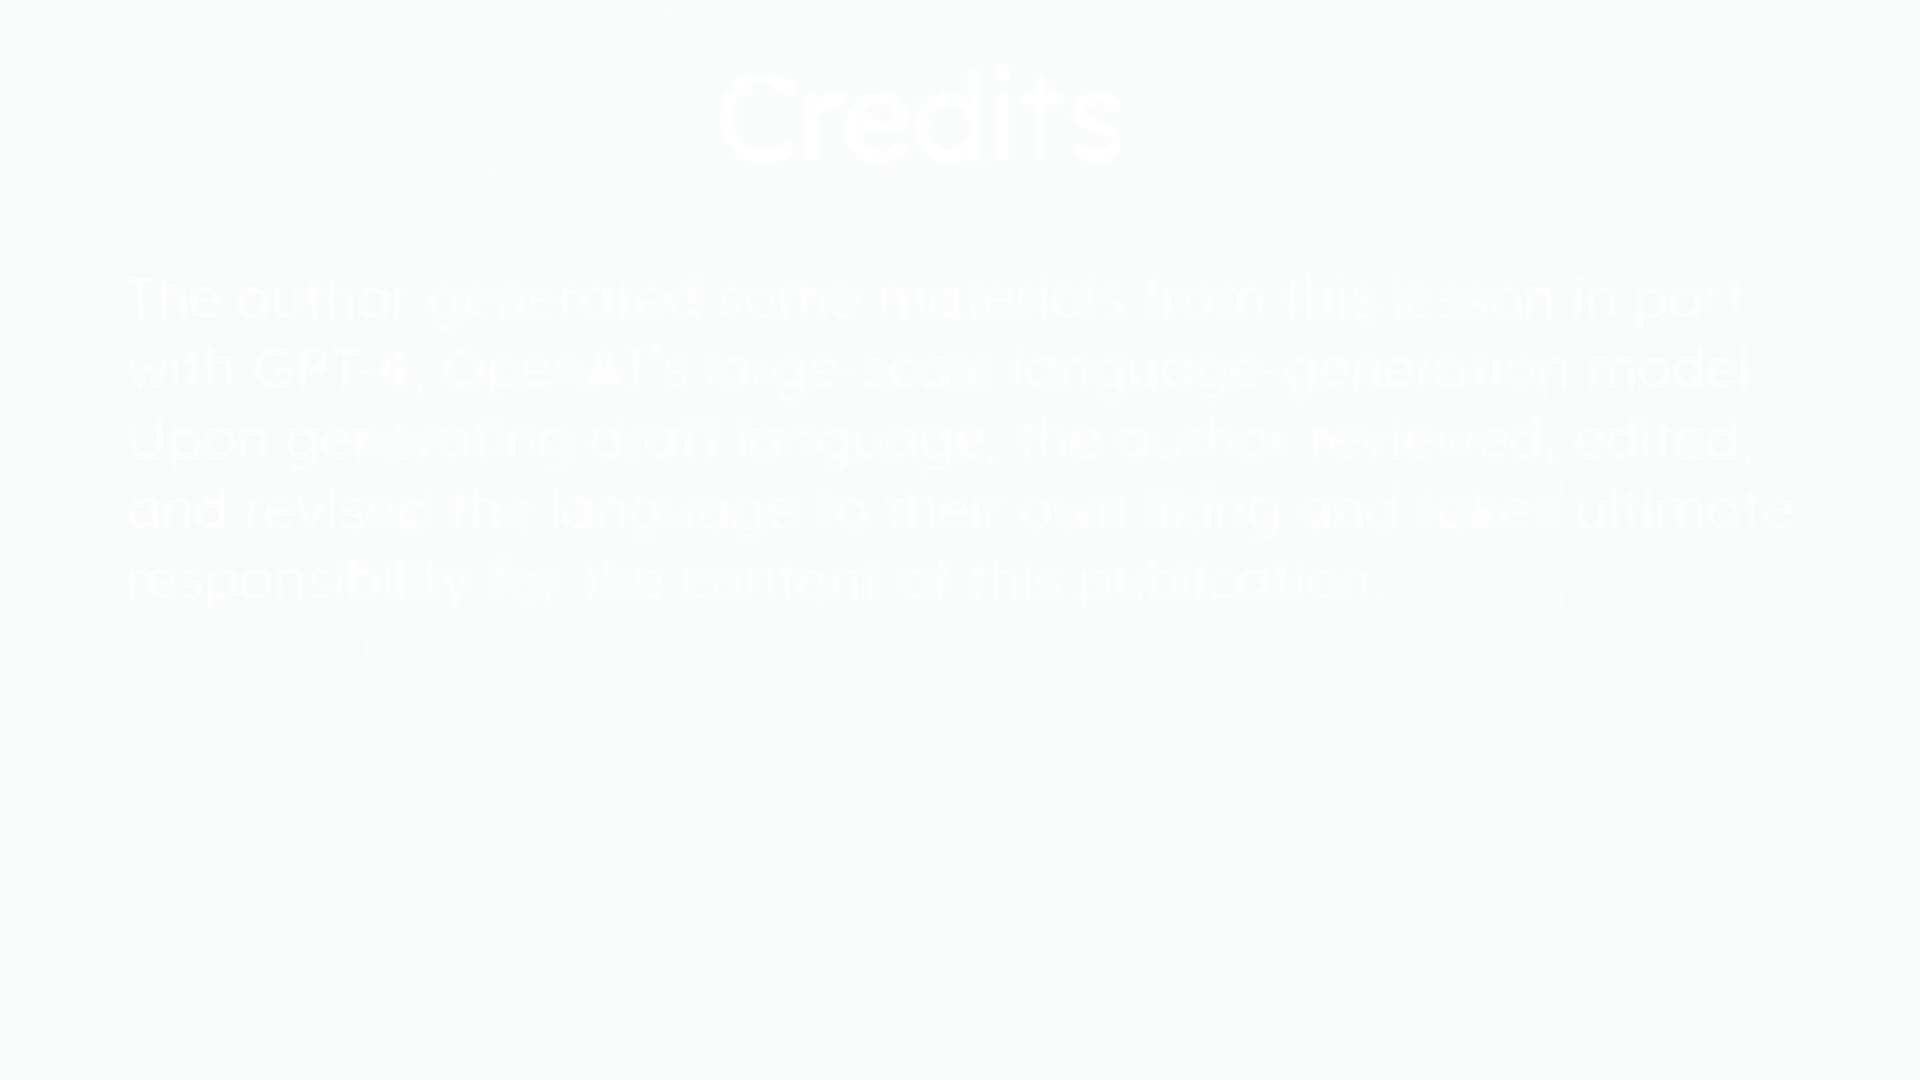 Credits
The author generated some materials from this lesson in part
with GPT-4, OpenAI's large-scale language-generation model.
Upon generating draft language, the author reviewed, edited,
and revised the language to their own liking and takes ultimate
responsibility for the content of this publication.